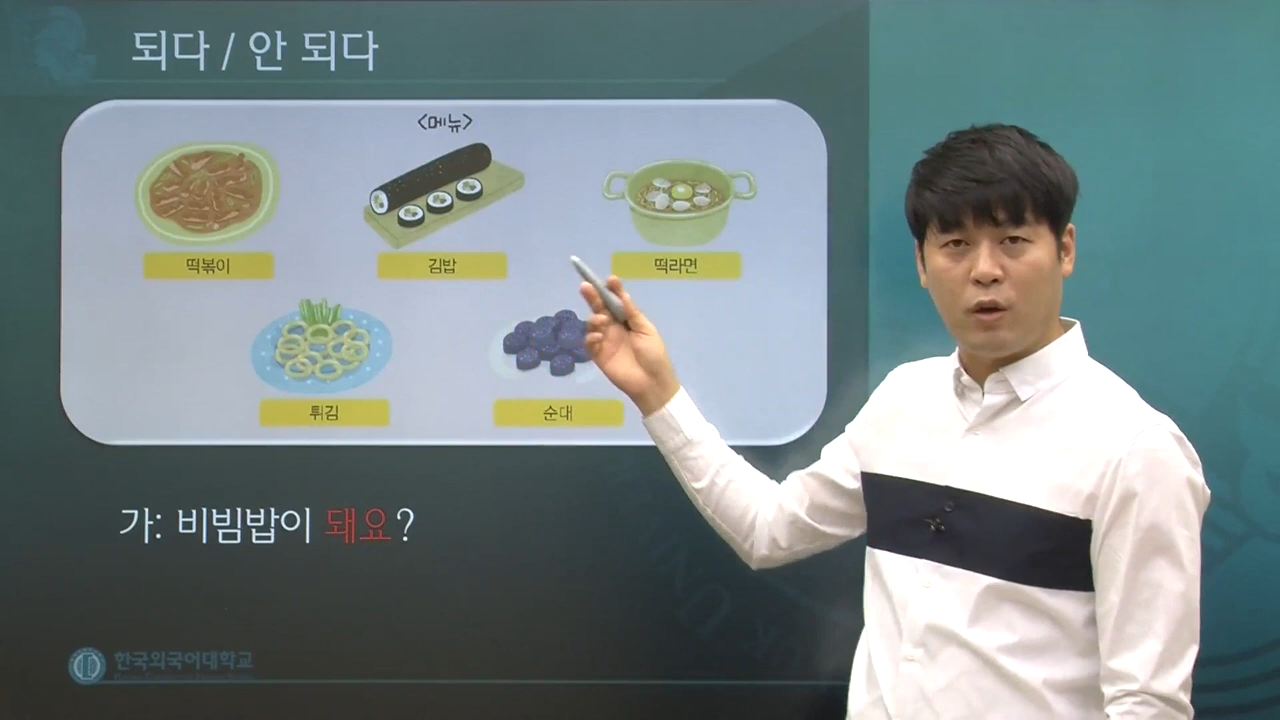 되다 / 안 되다
<메뉴>
떡볶이 김밥 떡라면
튀김 순대
가: 비빔밥이 돼요?
한국외국어대학교